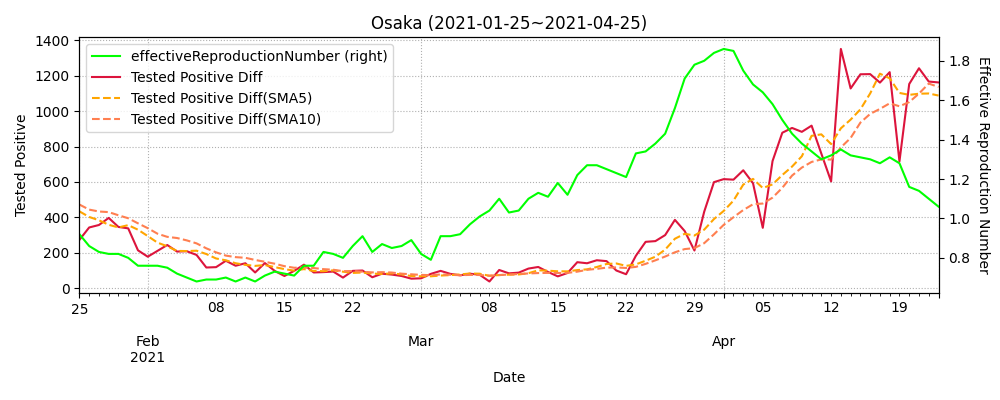 Osaka (2021-01-25~2021-04-25)
effectiveReproductionNumber (right)
Tested Positive Diff
Tested Positive Diff(SMA5)
Tested Positive Diff(SMA10)
Tested Positive
1400
1200
1000
800
600
400
200
0
1.8
1.6
1.4
1.2
1.0
0.8
Effective Reproduction Number
25 08 15 22 08 15 22 29 05 12 19
Feb Mar Apr
2021
Date